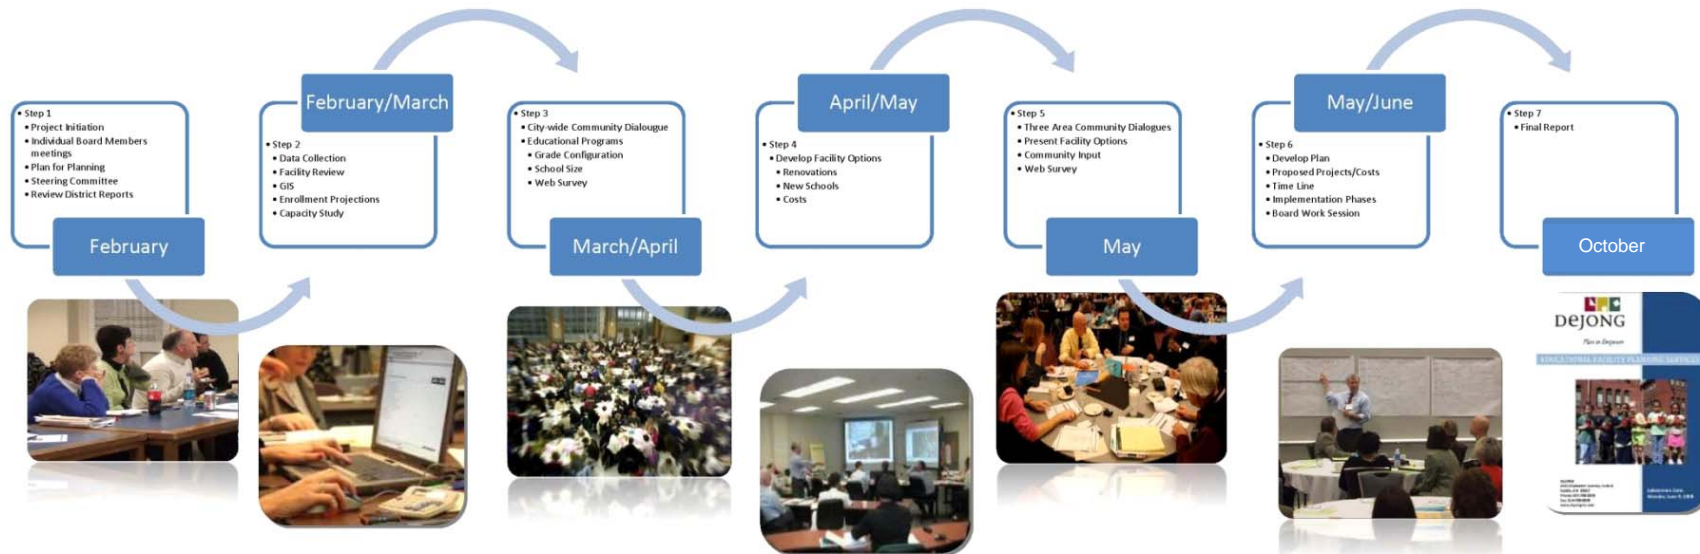 • Step 1
• Project Initiation
• Individual Board Members
meetings
• Plan for Planning
• Steering Committee
• Review District Reports
February
February/March
• Step 2
• Data Collection
• Facility Review
• GIS
• Enrollment Projections
• Capacity Study
• Step 3
• City-wide Community Dialougue
• Educational Programs
• Grade Configuration
• School Size
• Web Survey
March/April
April/May
• Step 4
• Develop Facility Options
• Renovations
• New Schools
• Costs
• Step 5
• Three Area Community Dialogues
• Present Facility Options
• Community Input
• Web Survey
May
May/June
• Step 6
• Develop Plan
• Proposed Projects/Costs
• Time Line
• Implementation Phases
• Board Work Session
• Step 7
• Final Report
October
DEJONG
EDUCATIONAL FACILITY PLANNING SERVICES